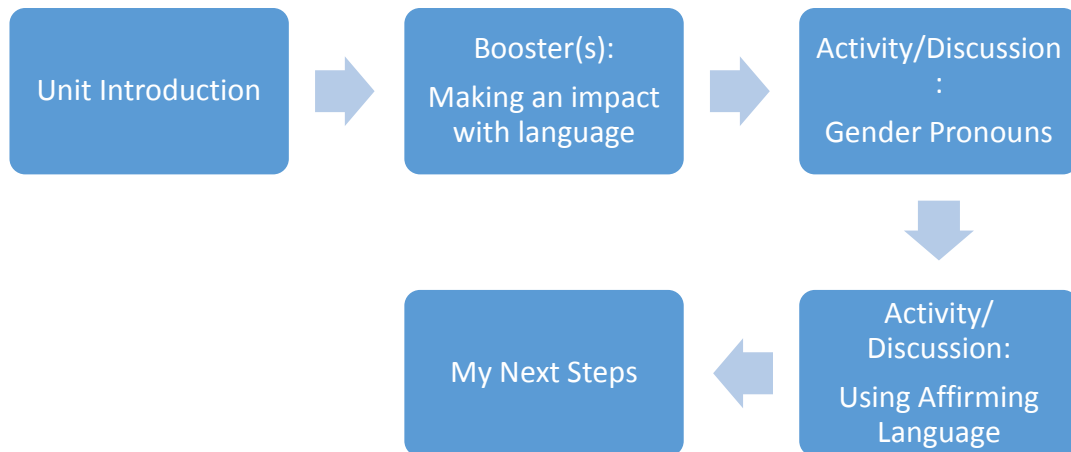 Unit Introduction
Booster(s):
Making an impact
with language
Activity/Discussion
:
Gender Pronouns
Activity/
Discussion:
Using Affirming
Language
My Next Steps